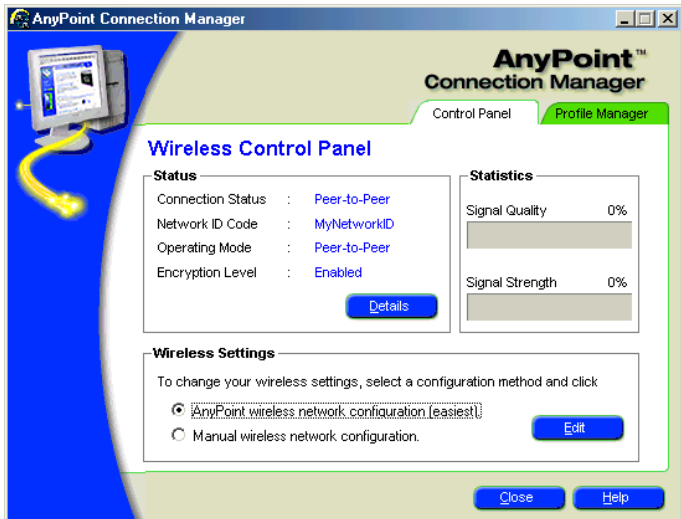 AnyPoint Connection Manager
AnyPoint™
Connection Manager
Control Panel
Profile Manager
Wireless Control Panel
Status
Connection Status : Peer-to-Peer
Network ID Code : MyNetworkID
Operating Mode : Peer-to-Peer
Encryption Level : Enabled
Details
Statistics
Signal Quality 0%
Signal Strength 0%
Wireless Settings
To change your wireless settings, select a configuration method and click
AnyPoint wireless network configuration (easiest).
Manual wireless network configuration.
Edit
Close
Help